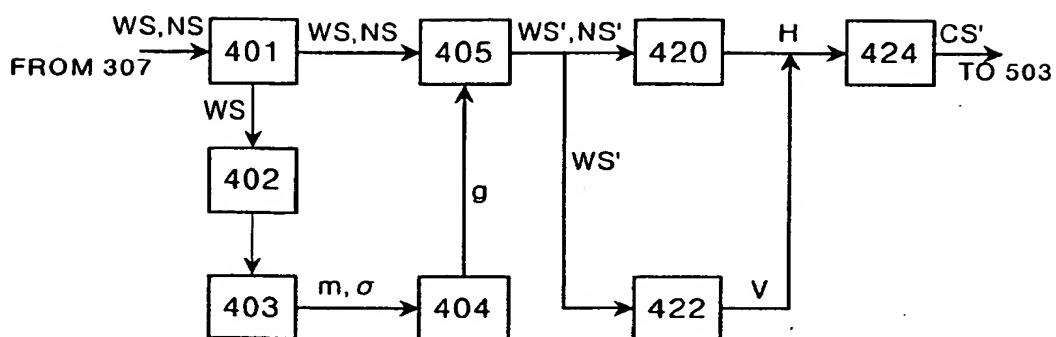 WS,NS
FROM 307
401
WS,NS
405
WS',NS'
420
H
424
CS'
TO 503
WS
402
g
WS'
403
m, σ
404
422
V